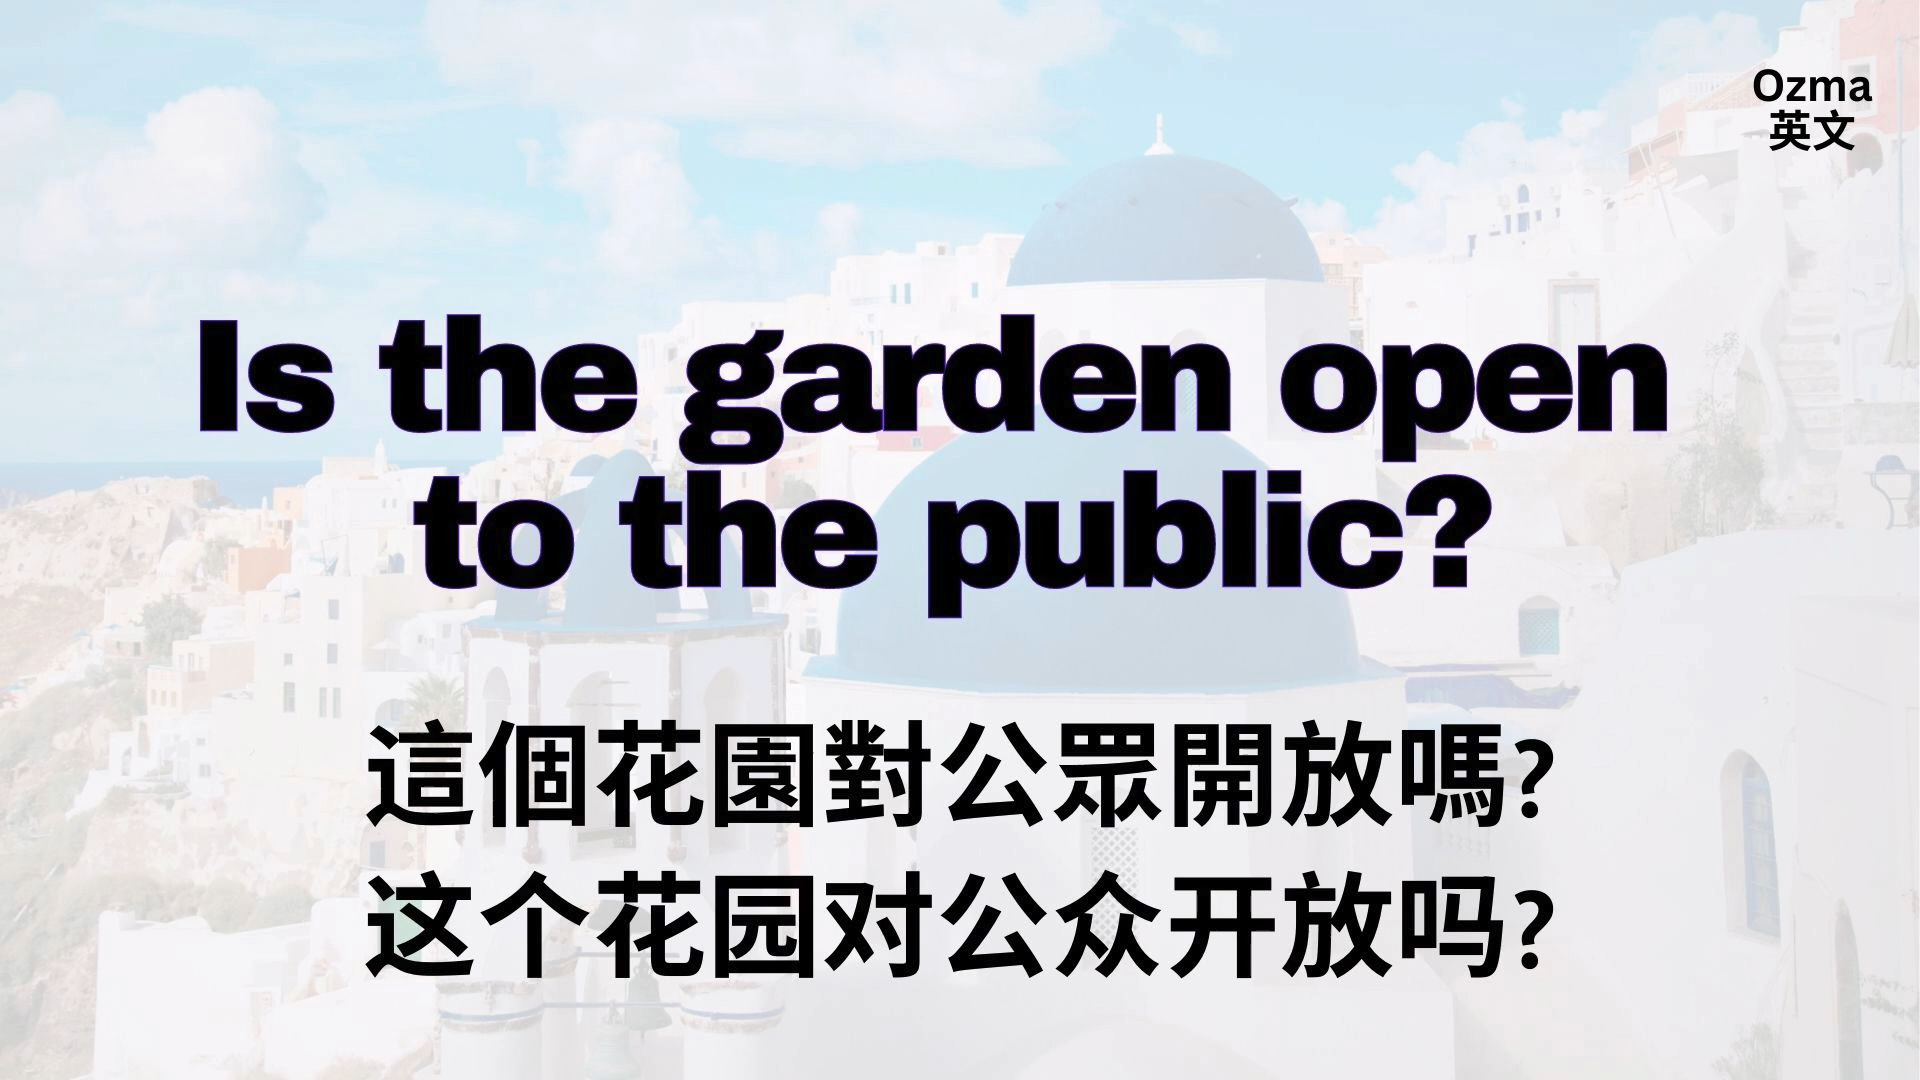 Ozma
英文
Is the garden open
to the public?
這個花園對公眾開放嗎?
这个花园对公众开放吗?